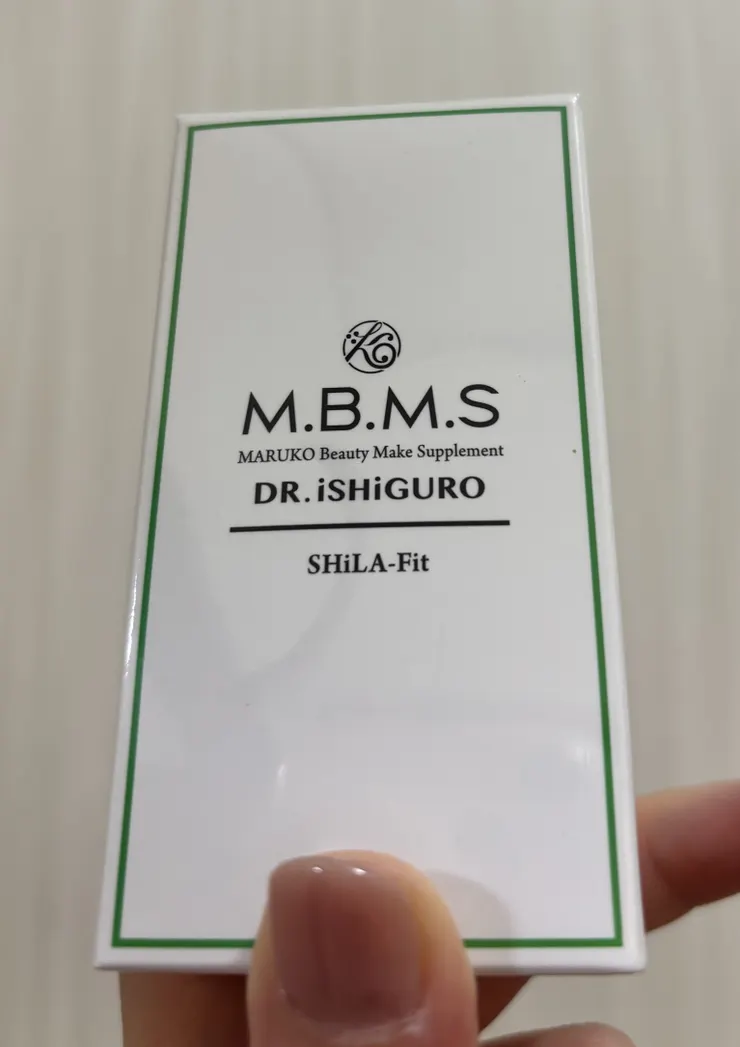 M.B.M.S
MARUKO Beauty Make Supplement
DR.iSHiGURO
SHiLA-Fit